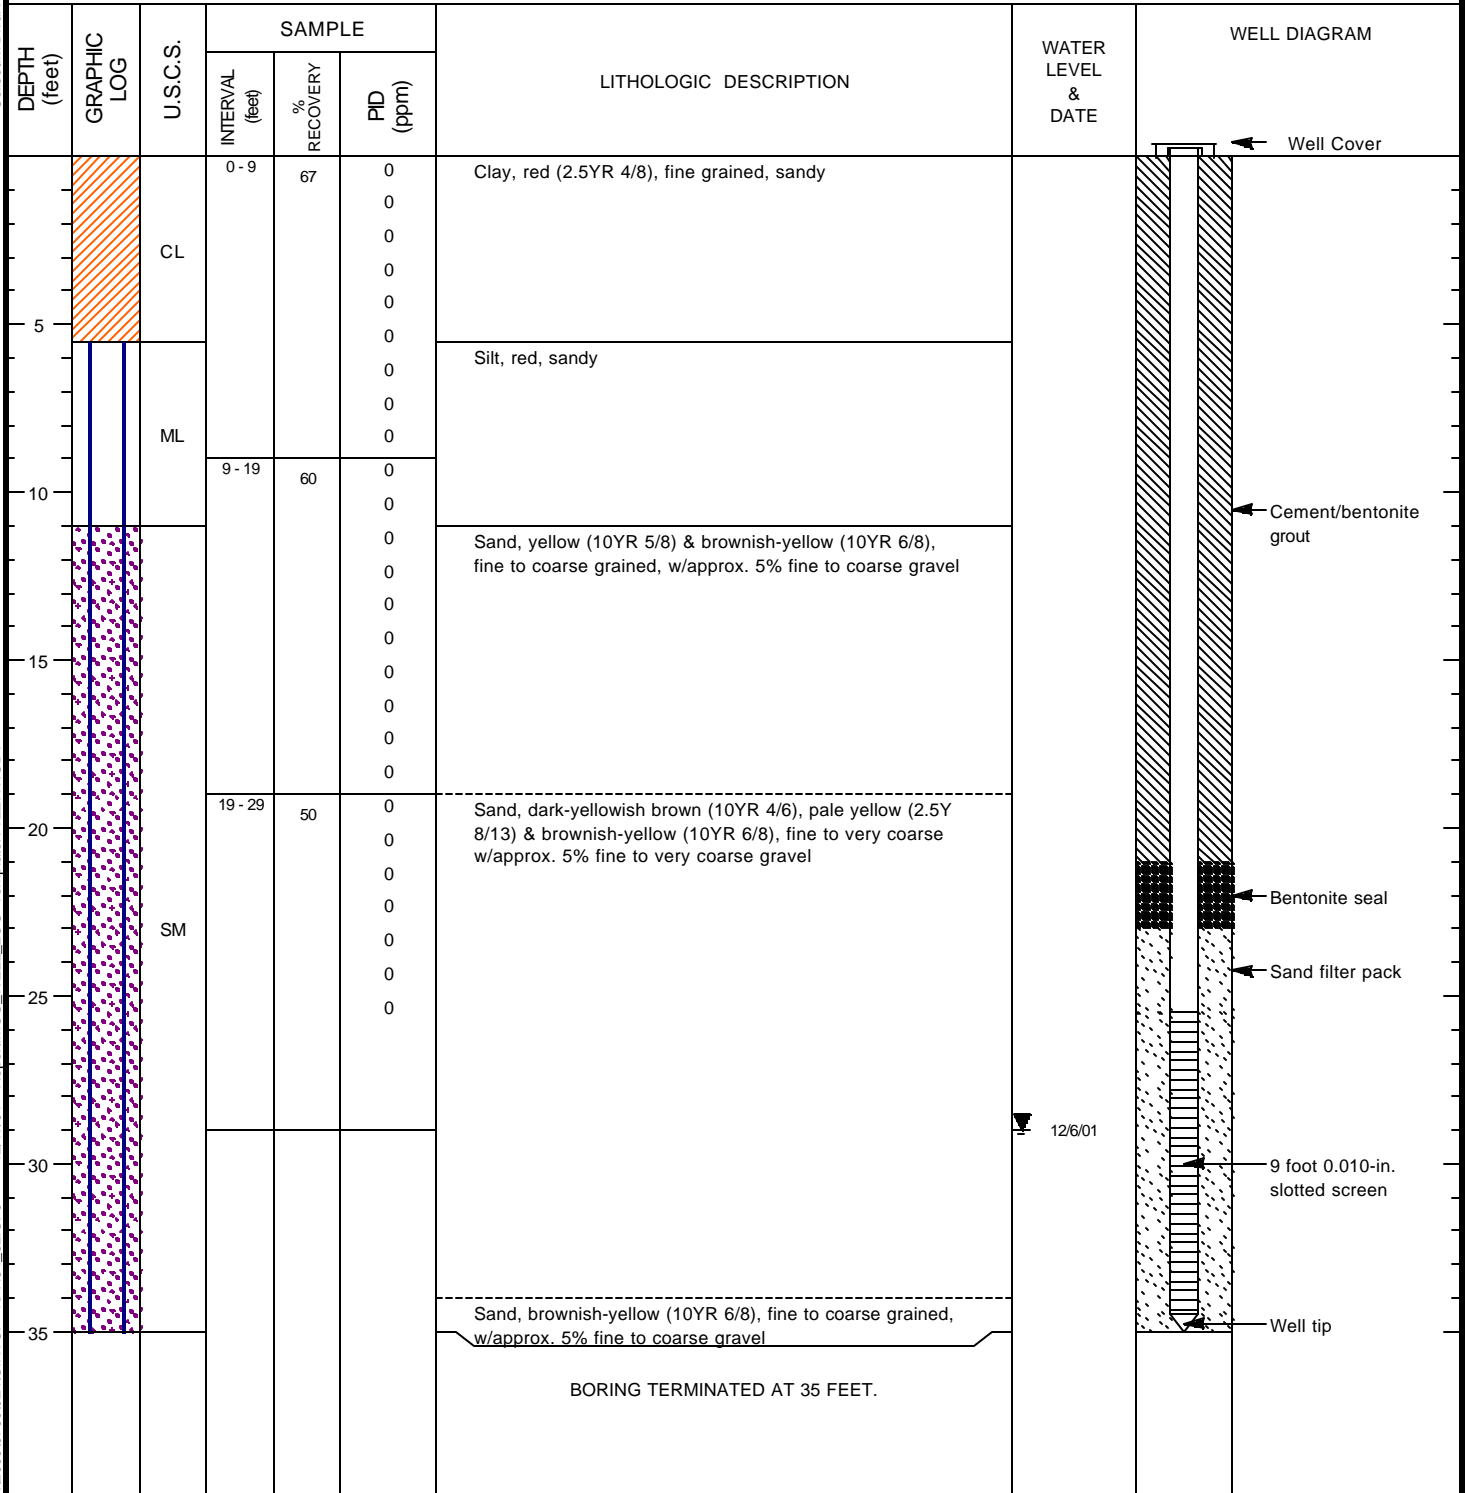 DEPTH
(feet)
GRAPHIC
LOG
U.S.C.S.
SAMPLE
INTERVAL
(feet)
%
RECOVERY
PID
(ppm)
LITHOLOGIC DESCRIPTION
WATER
LEVEL
&
DATE
WELL DIAGRAM
Well Cover
0 - 9
67
0
Clay, red (2.5YR 4/8), fine grained, sandy
0
0
CL
0
0
5
0
Silt, red, sandy
0
0
ML
0
9 - 19
60
0
10
0
Cement/bentonite
grout
0
Sand, yellow (10YR 5/8) & brownish-yellow (10YR 6/8),
fine to coarse grained, w/approx. 5% fine to coarse gravel
0
0
0
15
0
0
0
0
19 - 29
50
0
Sand, dark-yellowish brown (10YR 4/6), pale yellow (2.5Y
8/13) & brownish-yellow (10YR 6/8), fine to very coarse
w/approx. 5% fine to very coarse gravel
20
0
0
Bentonite seal
0
SM
0
Sand filter pack
0
25
0
12/6/01
30
9 foot 0.010-in.
slotted screen
Sand, brownish-yellow (10YR 6/8), fine to coarse grained,
w/approx. 5% fine to coarse gravel
35
Well tip
BORING TERMINATED AT 35 FEET.